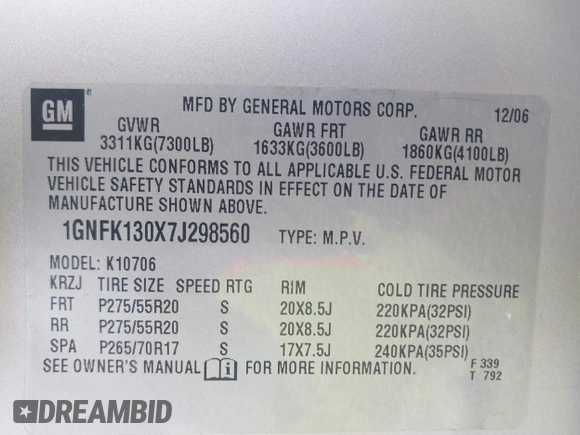 GM ®
MFD BY GENERAL MOTORS CORP. 12/06
GVWR GAWR FRT GAWR RR
3311KG(7300LB) 1633KG(3600LB) 1860KG(4100LB)
THIS VEHICLE CONFORMS TO ALL APPLICABLE U.S. FEDERAL MOTOR
VEHICLE SAFETY STANDARDS IN EFFECT ON THE DATE OF
MANUFACTURE SHOWN ABOVE.
1GNFK130X7J298560 TYPE: M.P.V.
MODEL: K10706
KRZJ TIRE SIZE SPEED RTG RIM COLD TIRE PRESSURE
FRT P275/55R20 S 20X8.5J 220KPA(32PSI)
RR P275/55R20 S 20X8.5J 220KPA(32PSI)
SPA P265/70R17 S 17X7.5J 240KPA(35PSI)
SEE OWNER'S MANUAL i FOR MORE INFORMATION. F 339
T 792
DREAMBID